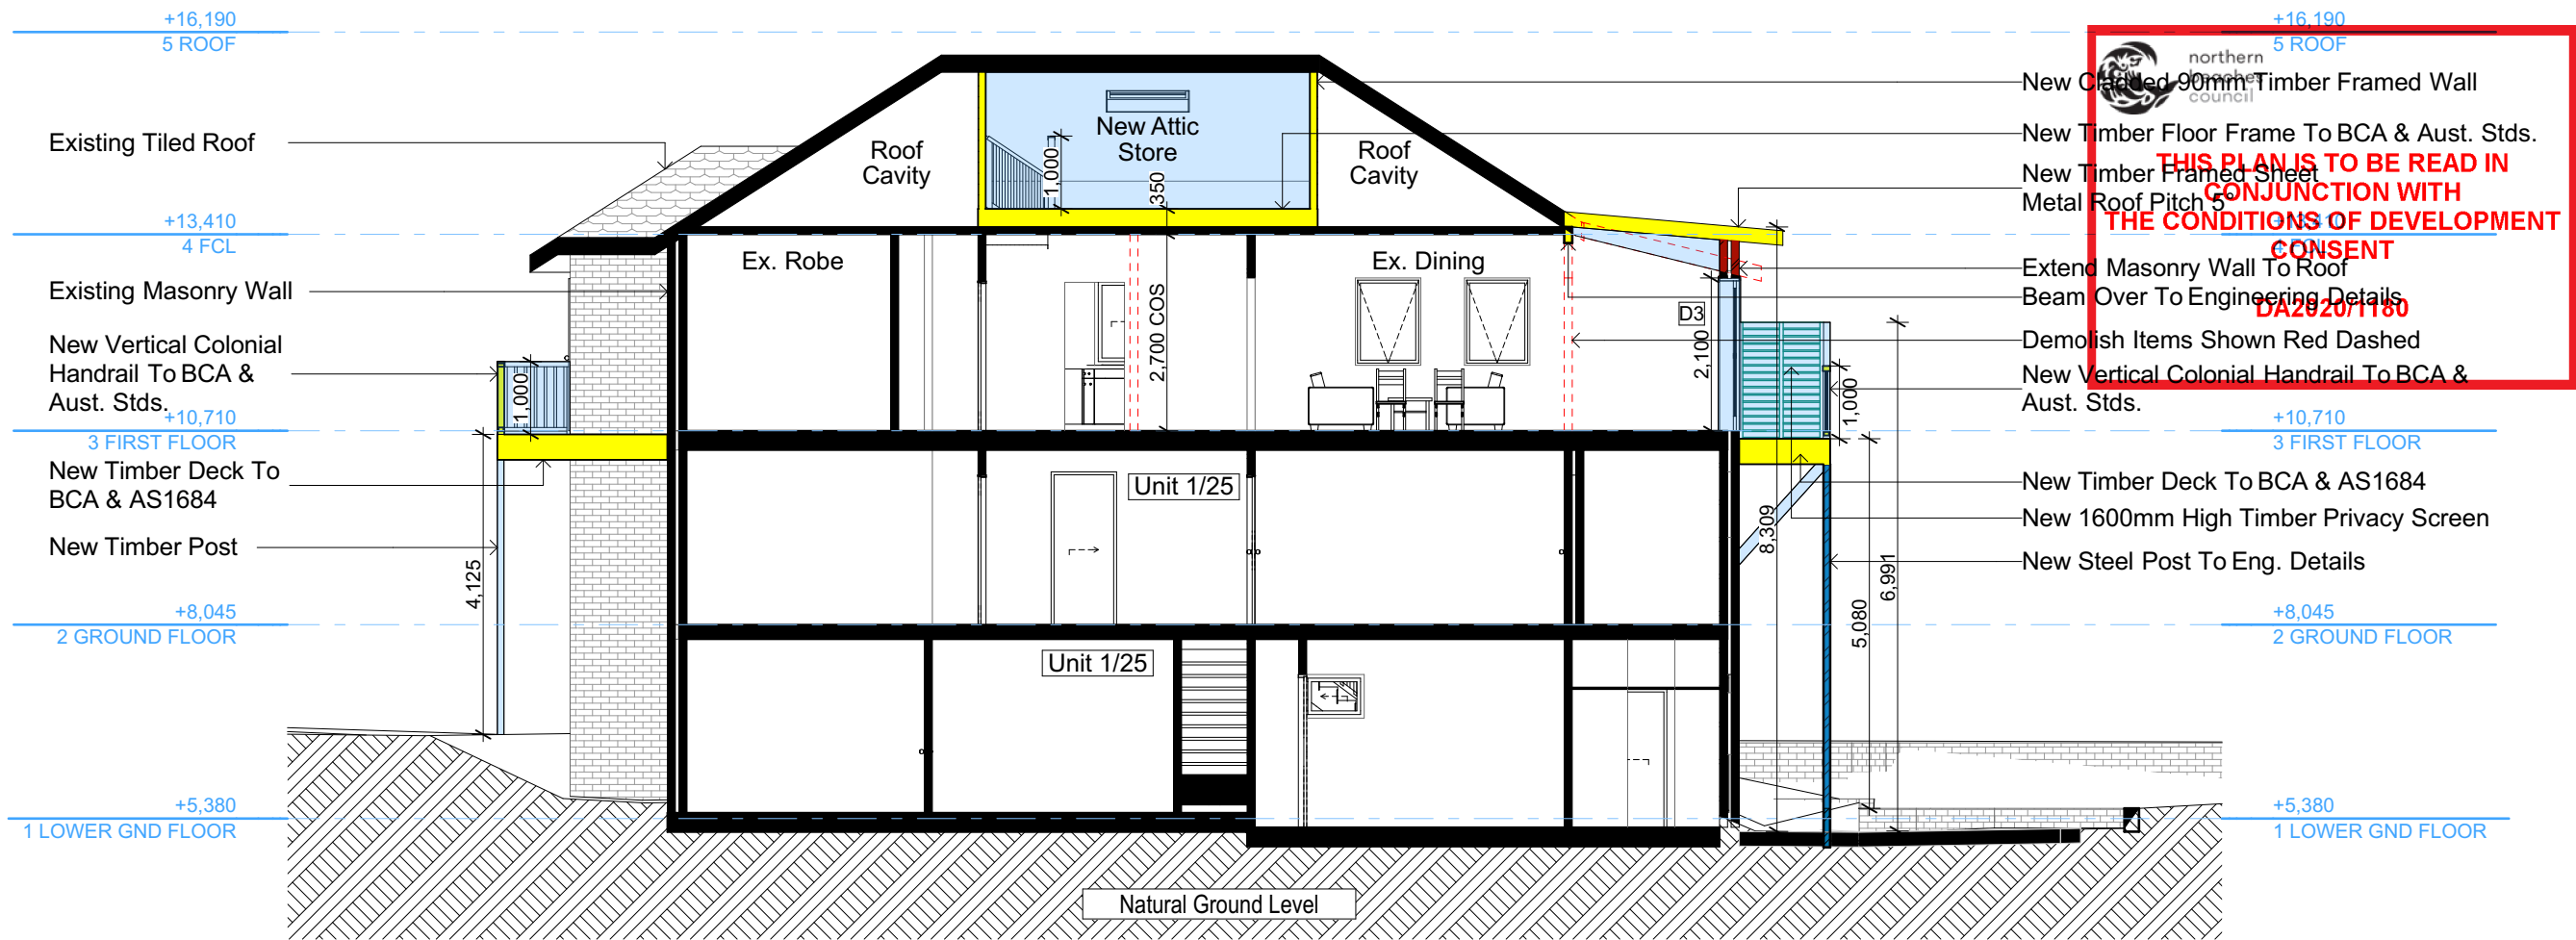 +16,190
5 ROOF
Existing Tiled Roof
+13,410
4 FCL
Existing Masonry Wall
New Vertical Colonial
Handrail To BCA &
Aust. Stds.
+10,710
3 FIRST FLOOR
New Timber Deck To
BCA & AS1684
New Timber Post
+8,045
2 GROUND FLOOR
+5,380
1 LOWER GND FLOOR
1,000
4,125
Roof
Cavity
New Attic
Store
1,000
350
Roof
Cavity
Ex. Robe
2,700 COS
Ex. Dining
D3
2,100
1,000
Unit 1/25
8,309
6,991
5,080
Unit 1/25
Natural Ground Level
+16,190
5 ROOF
northern
beaches
council
New Cladded 90mm Timber Framed Wall
New Timber Floor Frame To BCA & Aust. Stds.
THIS PLAN IS TO BE READ IN
CONJUNCTION WITH
THE CONDITIONS OF DEVELOPMENT
CONSENT
DA2020/1180
New Timber Framed Sheet
Metal Roof Pitch 5°
+13,410
4 FCL
Extend Masonry Wall To Roof
Beam Over To Engineering Details
Demolish Items Shown Red Dashed
New Vertical Colonial Handrail To BCA &
Aust. Stds.
+10,710
3 FIRST FLOOR
New Timber Deck To BCA & AS1684
New 1600mm High Timber Privacy Screen
New Steel Post To Eng. Details
+8,045
2 GROUND FLOOR
+5,380
1 LOWER GND FLOOR